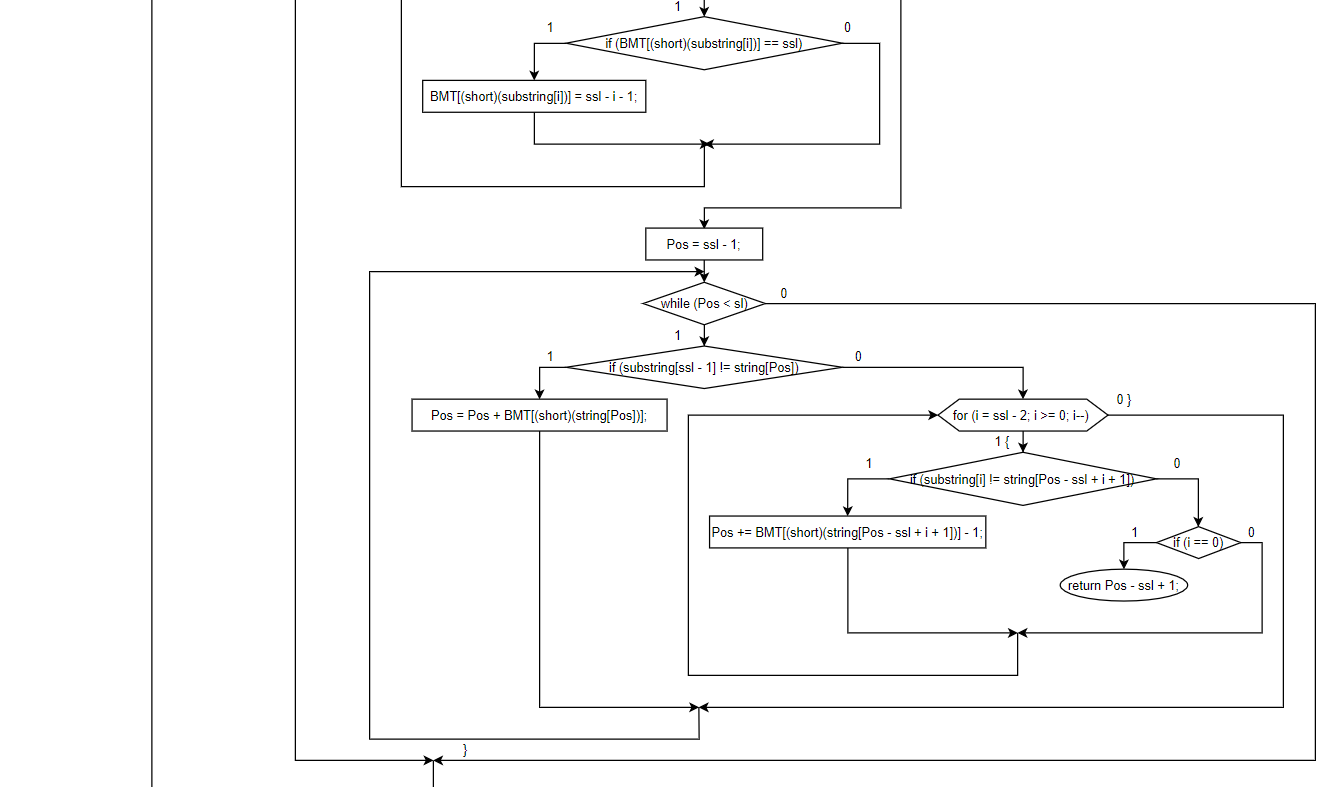 1
1
0
if (BMT[(short)(substring[i])] == ssl)
BMT[(short)(substring[i])] = ssl - i - 1;
Pos = ssl - 1;
0
while (Pos < sl)
1
1
0
if (substring[ssl - 1] != string[Pos])
0 }
Pos = Pos + BMT[(short)(string[Pos])];
for (i = ssl - 2; i >= 0; i--)
1 {
1
0
if (substring[i] != string[Pos - ssl + i + 1])
Pos += BMT[(short)(string[Pos - ssl + i + 1])] - 1;
1
0
if (i == 0)
return Pos - ssl + 1;
}